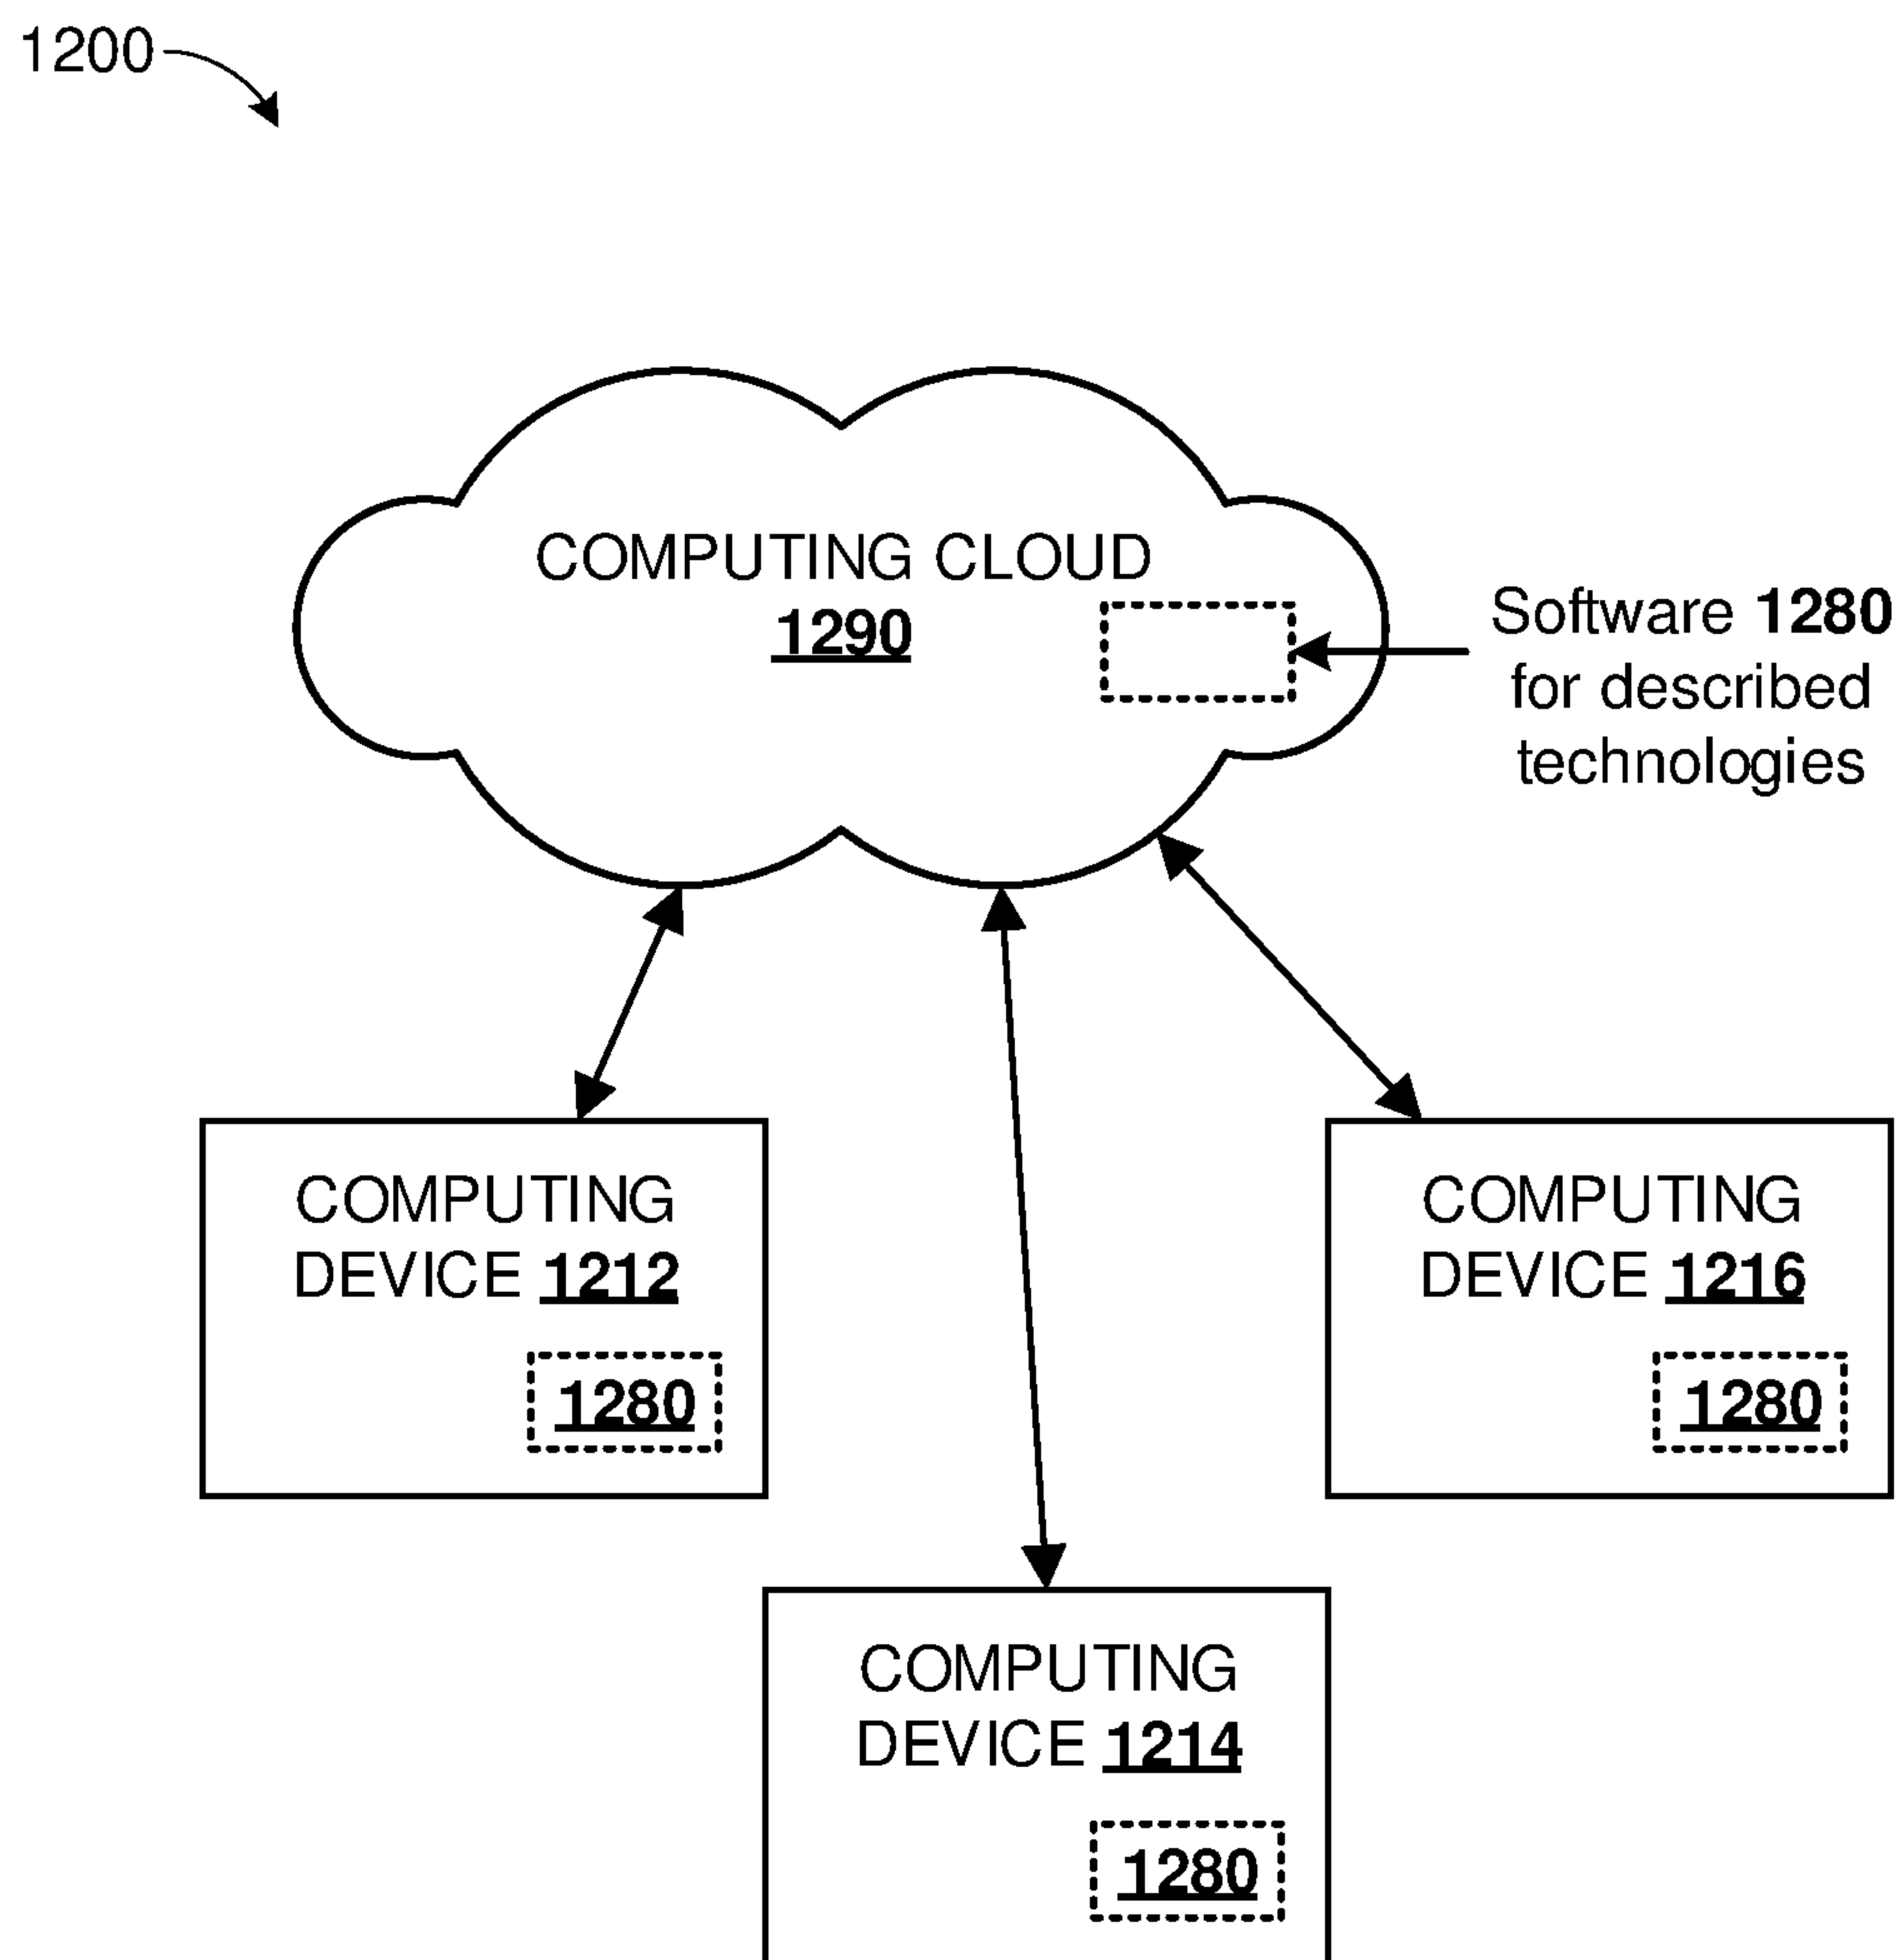 1200
COMPUTING CLOUD
1290
Software 1280
for described
technologies
COMPUTING
DEVICE 1212
1280
COMPUTING
DEVICE 1216
1280
COMPUTING
DEVICE 1214
1280